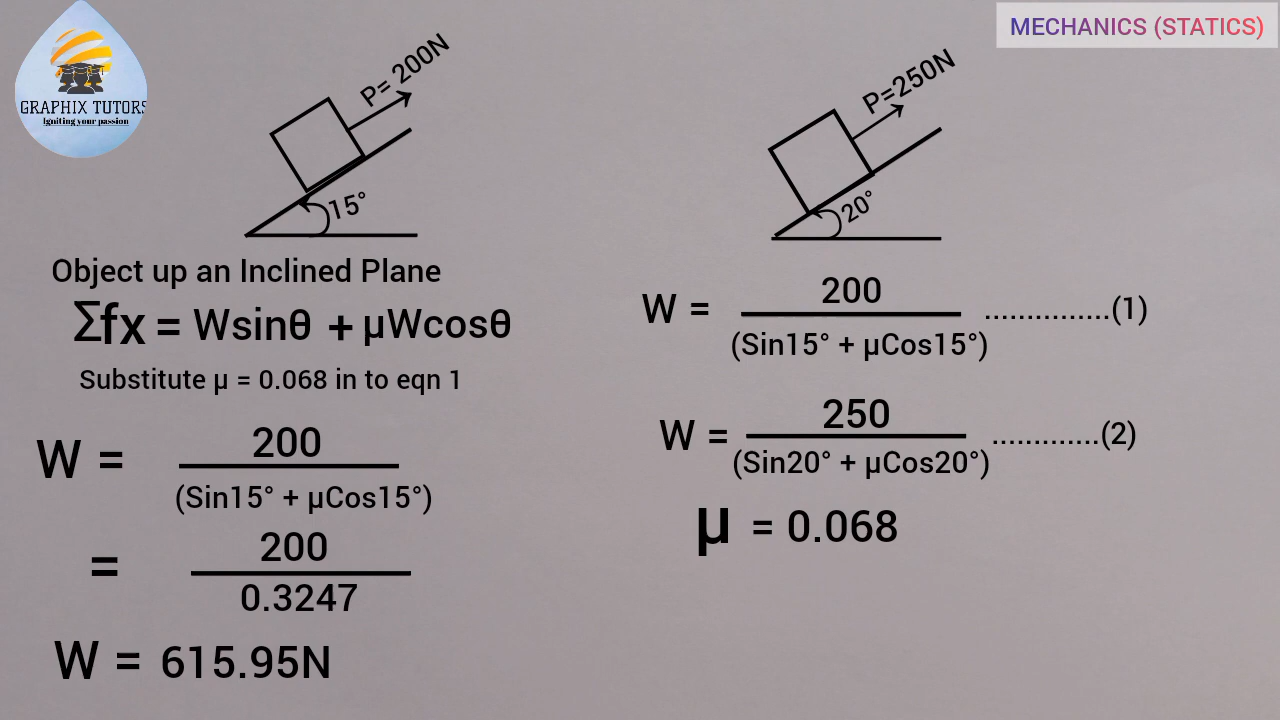 MECHANICS (STATICS)
GRAPHIX TUTORS
Igniting your passion
P= 200N
15°
P=250N
20°
Object up an Inclined Plane
Σfx = Wsinθ + μWcosθ
Substitute μ = 0.068 in to eqn 1
W = 200
(Sin15° + μCos15°)
= 200
0.3247
W = 615.95N
W = 200 ...............(1)
(Sin15° + μCos15°)
W = 250 .............(2)
(Sin20° + μCos20°)
μ = 0.068